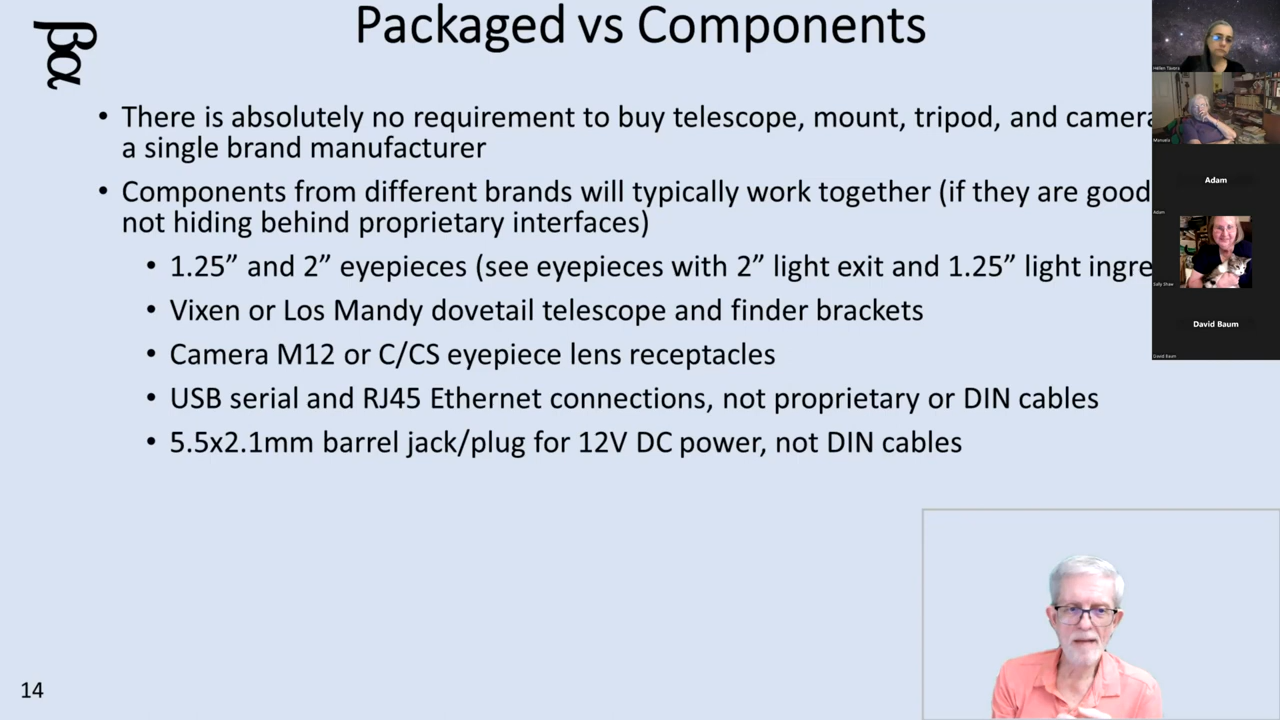 Packaged vs Components
• There is absolutely no requirement to buy telescope, mount, tripod, and camera
a single brand manufacturer
• Components from different brands will typically work together (if they are good
not hiding behind proprietary interfaces)
• 1.25” and 2” eyepieces (see eyepieces with 2” light exit and 1.25” light ingre
• Vixen or Los Mandy dovetail telescope and finder brackets
• Camera M12 or C/CS eyepiece lens receptacles
• USB serial and RJ45 Ethernet connections, not proprietary or DIN cables
• 5.5x2.1mm barrel jack/plug for 12V DC power, not DIN cables
14
βα
Manuela
Adam
Adam
Sally Shaw
David Baum
David Baum